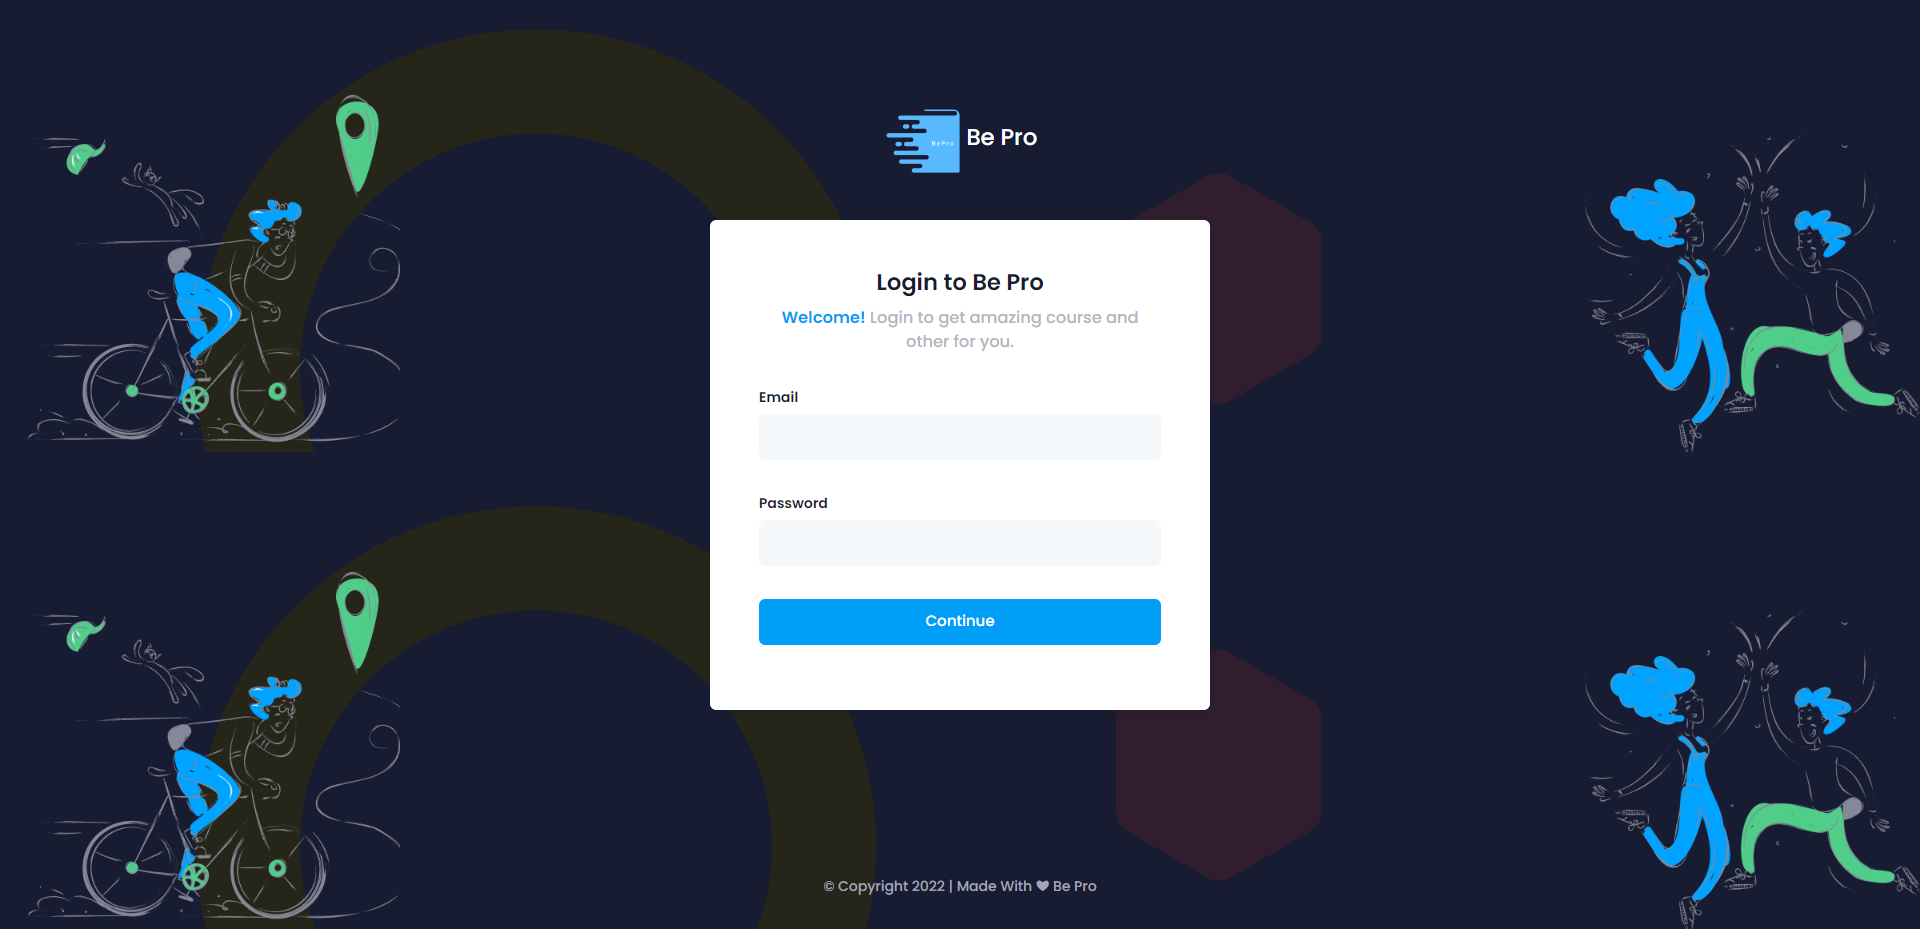 BePro
Be Pro
Login to Be Pro
Welcome! Login to get amazing course and
other for you.
Email
Password
Continue
© Copyright 2022 | Made With ♥ Be Pro